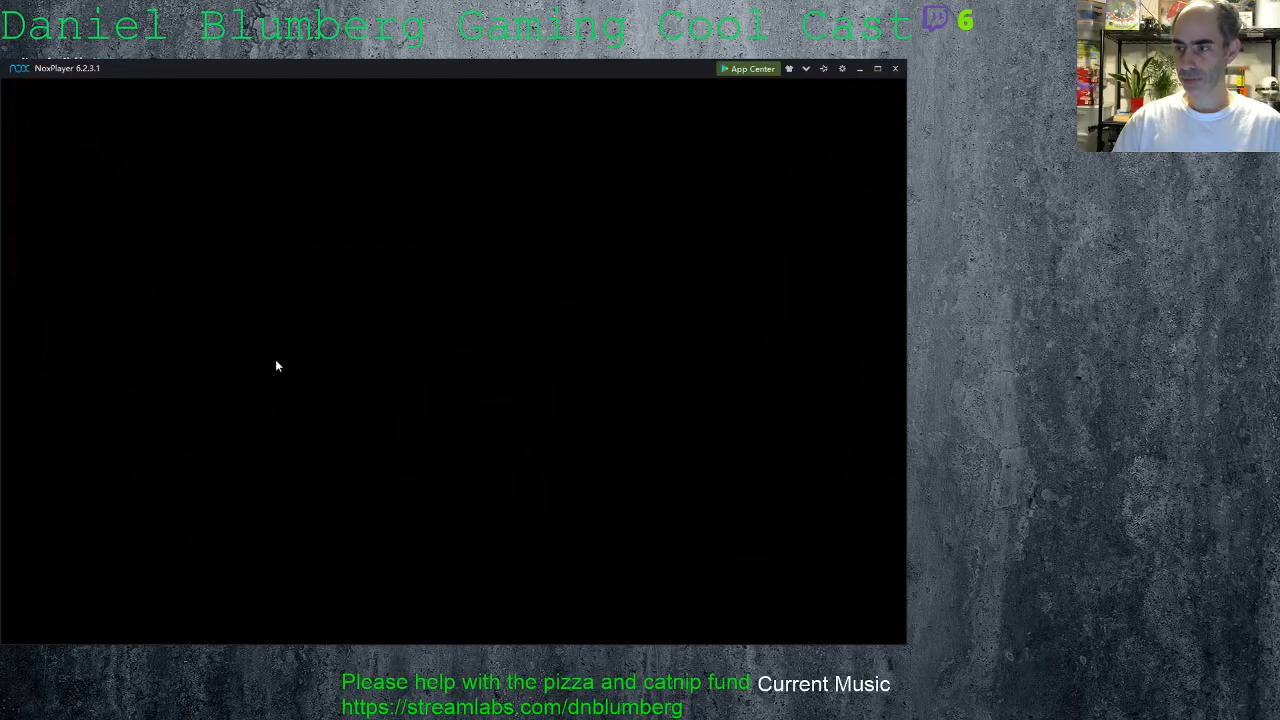 Daniel Blumberg Gaming Cool Cast 6
nox NoxPlayer 6.2.3.1 App Center
Please help with the pizza and catnip fund Current Music
https://streamlabs.com/dnblumberg